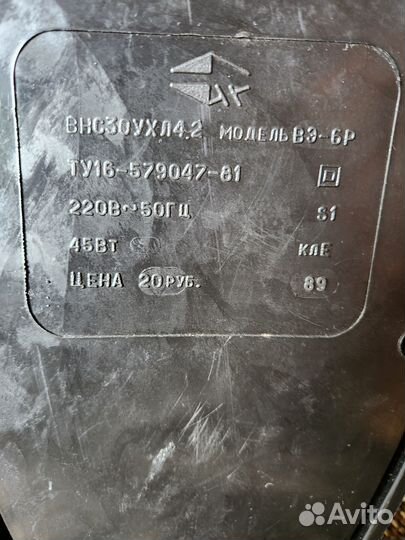 ВНС30УХЛ4.2 МОДЕЛЬ ВЭ-6Р
ТУ16-579047-81
220В~50ГЦ S1
45ВТ клЕ
ЦЕНА 20 РУБ. 89
Avito